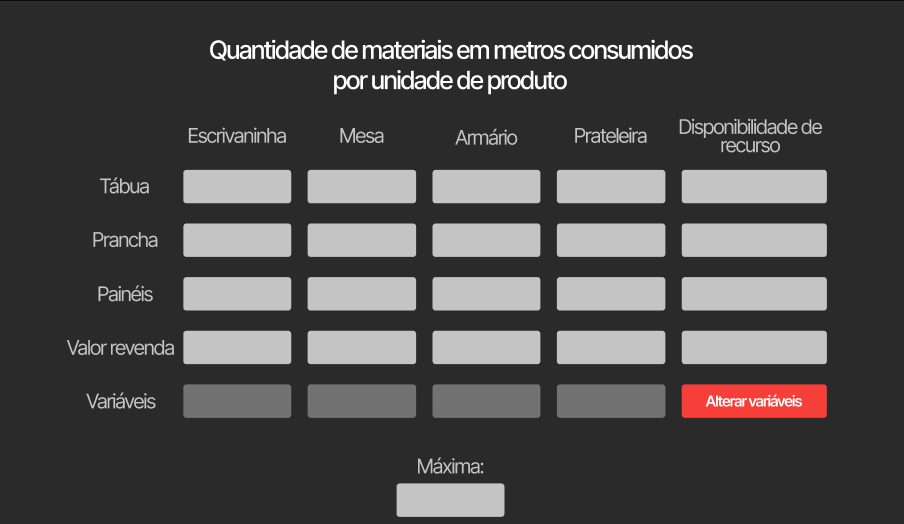 Quantidade de materiais em metros consumidos
por unidade de produto
Escrivaninha
Mesa
Armário
Prateleira
Disponibilidade de
recurso
Tábua
Prancha
Painéis
Valor revenda
Variáveis
Alterar variáveis
Máxima: